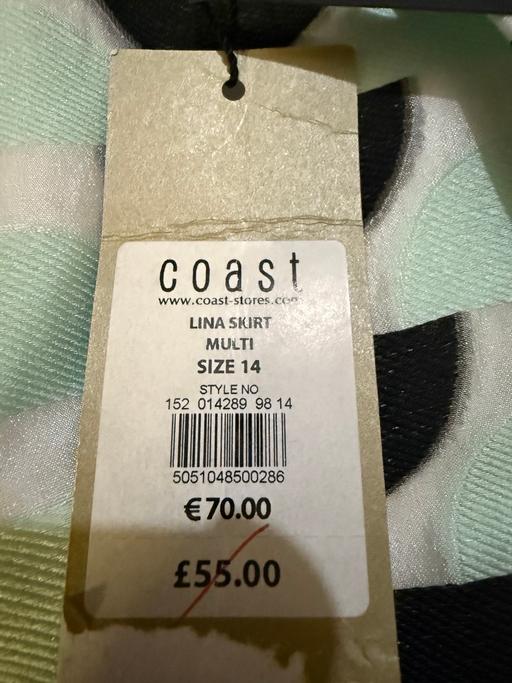 coast
www.coast-stores.com
LINA SKIRT
MULTI
SIZE 14
STYLE NO
152 014289 98 14
5051048500286
€70.00
£55.00